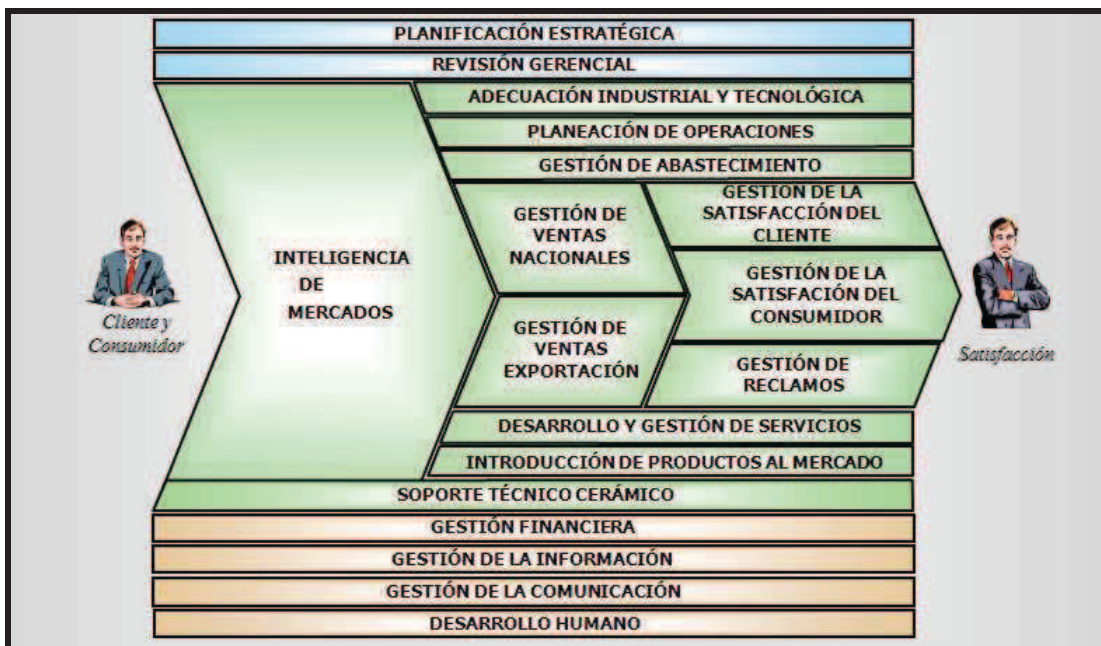 PLANIFICACIÓN ESTRATÉGICA
REVISIÓN GERENCIAL
ADECUACIÓN INDUSTRIAL Y TECNOLÓGICA
PLANEACIÓN DE OPERACIONES
GESTIÓN DE ABASTECIMIENTO
Cliente y
Consumidor
INTELIGENCIA
DE
MERCADOS
GESTIÓN DE
VENTAS
NACIONALES
GESTIÓN DE
VENTAS
EXPORTACIÓN
GESTIÓN DE LA
SATISFACCIÓN DEL
CLIENTE
GESTIÓN DE LA
SATISFACIÓN DEL
CONSUMIDOR
GESTIÓN DE
RECLAMOS
Satisfacción
DESARROLLO Y GESTIÓN DE SERVICIOS
INTRODUCCIÓN DE PRODUCTOS AL MERCADO
SOPORTE TÉCNICO CERÁMICO
GESTIÓN FINANCIERA
GESTIÓN DE LA INFORMACIÓN
GESTIÓN DE LA COMUNICACIÓN
DESARROLLO HUMANO